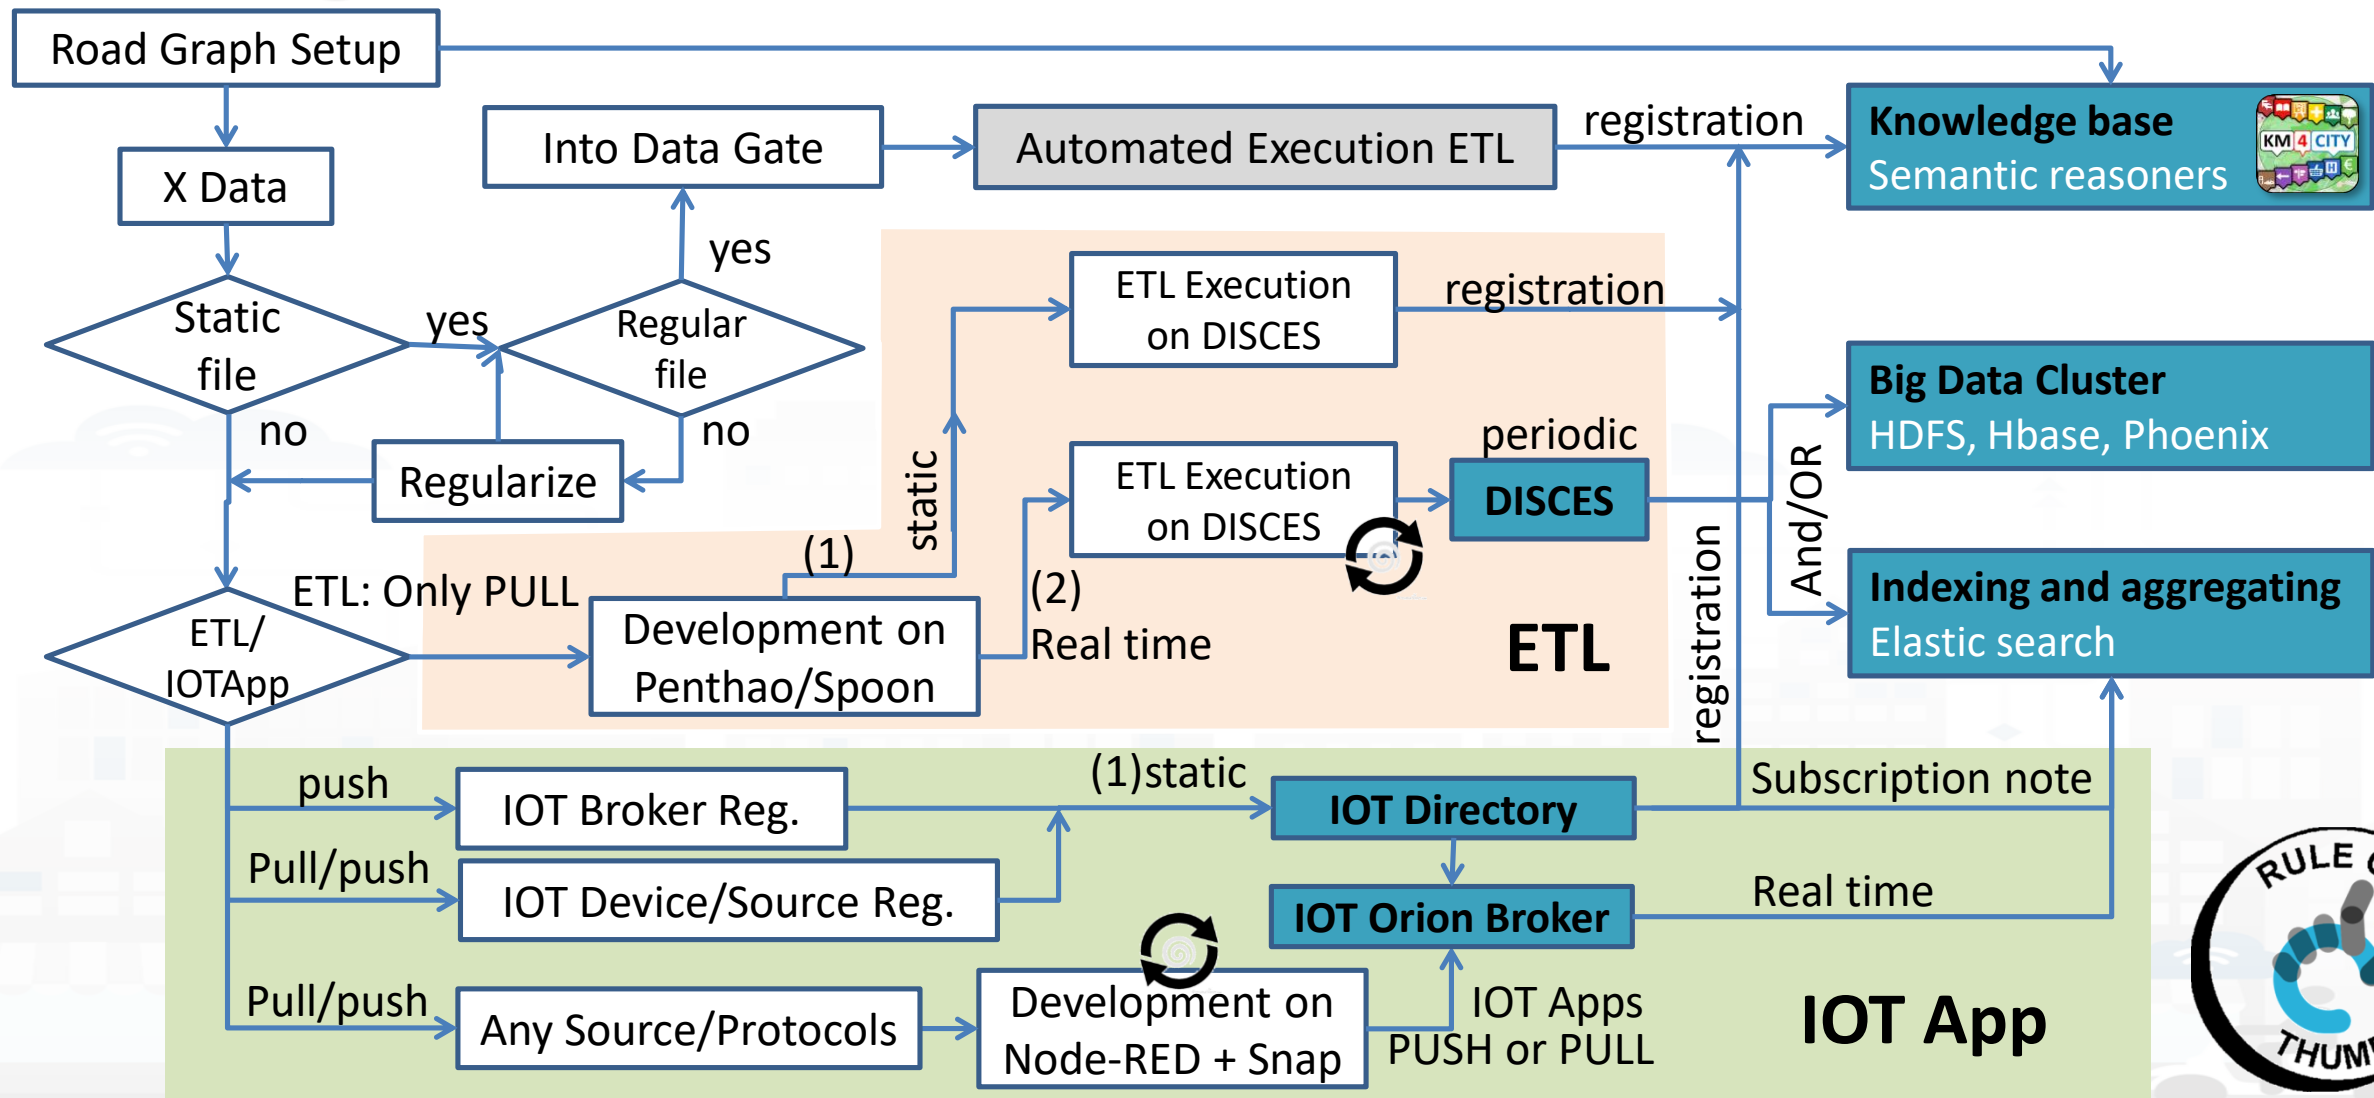 Road Graph Setup
X Data
Into Data Gate
Automated Execution ETL
registration
Knowledge base
Semantic reasoners
KM 4 CITY
yes
Static
file
yes
Regular
file
no
no
Regularize
ETL Execution
on DISCES
registration
static
ETL Execution
on DISCES
periodic
DISCES
Big Data Cluster
HDFS, Hbase, Phoenix
And/OR
Indexing and aggregating
Elastic search
registration
ETL: Only PULL
(1)
(2)
Real time
ETL/
IOTApp
Development on
Penthao/Spoon
ETL
push
IOT Broker Reg.
(1)static
IOT Directory
Subscription note
Pull/push
IOT Device/Source Reg.
IOT Orion Broker
Real time
Pull/push
Any Source/Protocols
Development on
Node-RED + Snap
IOT Apps
PUSH or PULL
IOT App
RULE
THUM